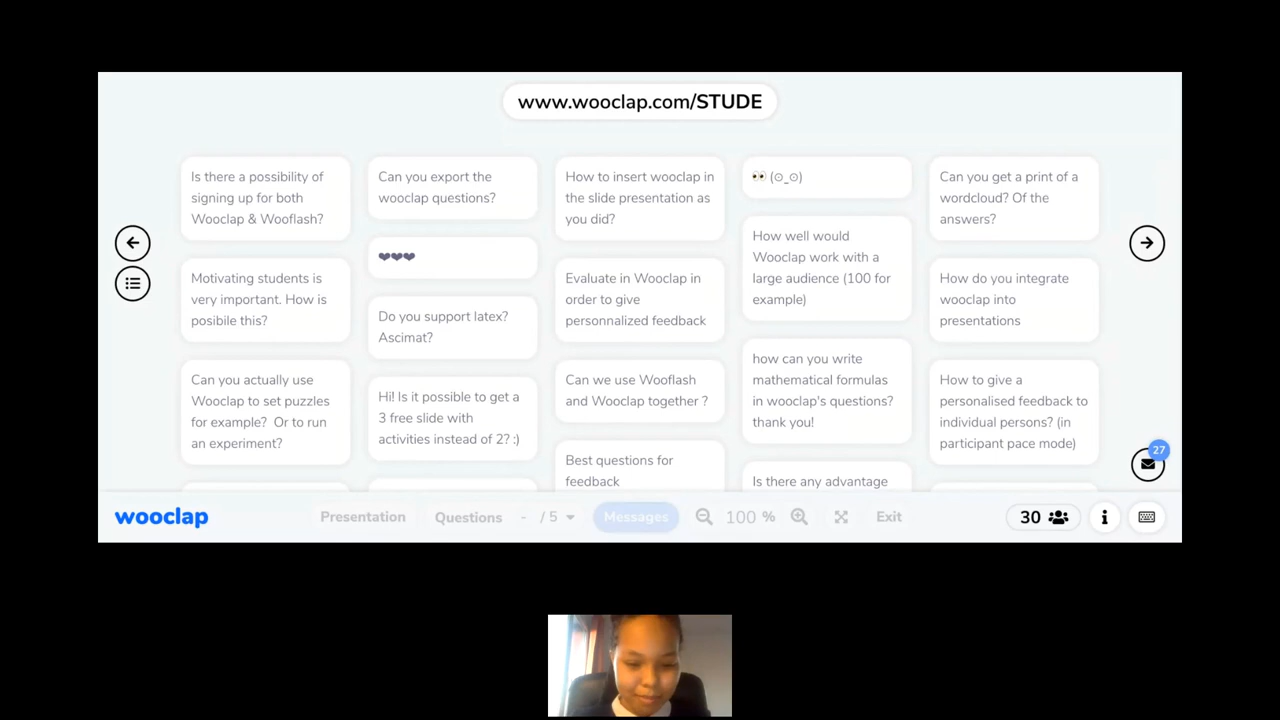 www.wooclap.com/STUDE
Is there a possibility of
signing up for both
Wooclap & Wooflash?
Motivating students is
very important. How is
posibile this?
Can you actually use
Wooclap to set puzzles
for example? Or to run
an experiment?
Can you export the
wooclap questions?
❤❤❤
Do you support latex?
Ascimat?
Hi! Is it possible to get a
3 free slide with
activities instead of 2? :)
How to insert wooclap in
the slide presentation as
you did?
Evaluate in Wooclap in
order to give
personnalized feedback
Can we use Wooflash
and Wooclap together ?
Best questions for
feedback
👀 (⊙_⊙)
How well would
Wooclap work with a
large audience (100 for
example)
how can you write
mathematical formulas
in wooclap's questions?
thank you!
Is there any advantage
Can you get a print of a
wordcloud? Of the
answers?
How do you integrate
wooclap into
presentations
How to give a
personalised feedback to
individual persons? (in
participant pace mode)
27
wooclap
Presentation
Questions - / 5
Messages
100 %
Exit
30
i